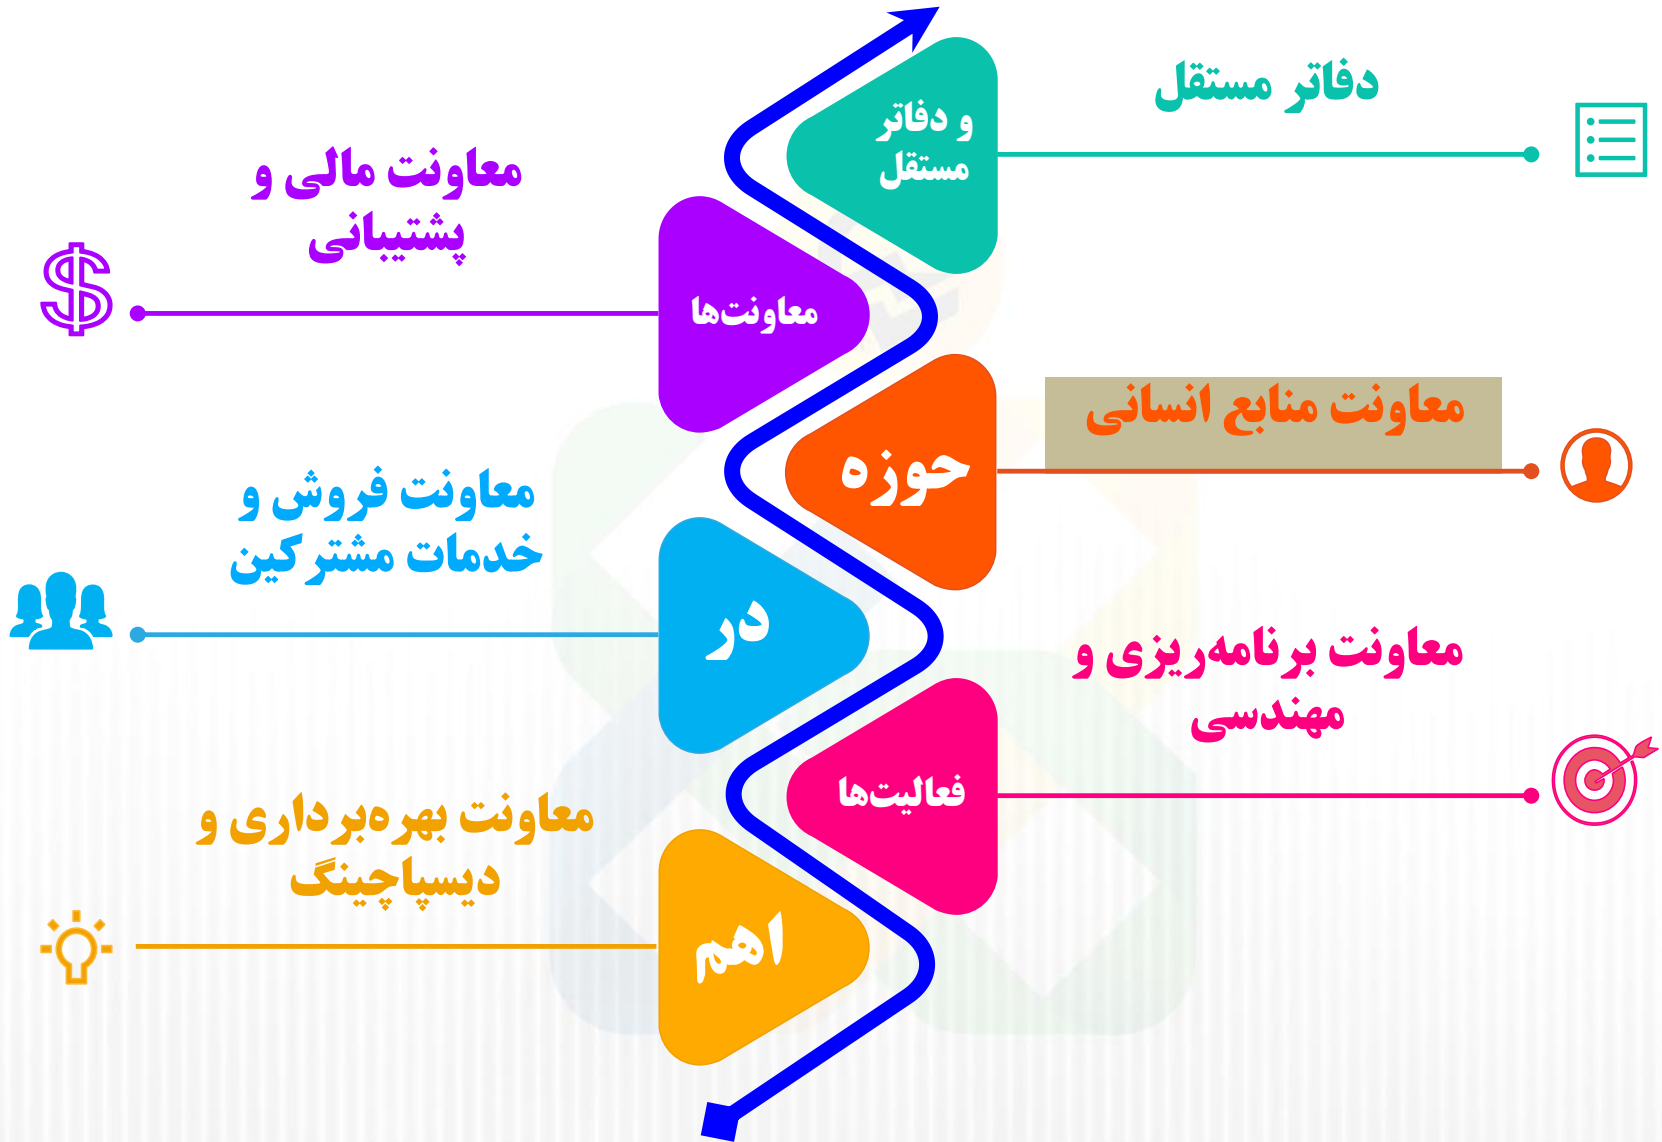 دفاتر مستقل
و دفاتر
مستقل
معاونت مالی و
پشتیبانی
معاونت‌ها
معاونت منابع انسانی
حوزه
معاونت فروش و
خدمات مشترکین
در
معاونت برنامه‌ریزی و
مهندسی
فعالیت‌ها
معاونت بهره‌برداری و
دیسپاچینگ
اهم